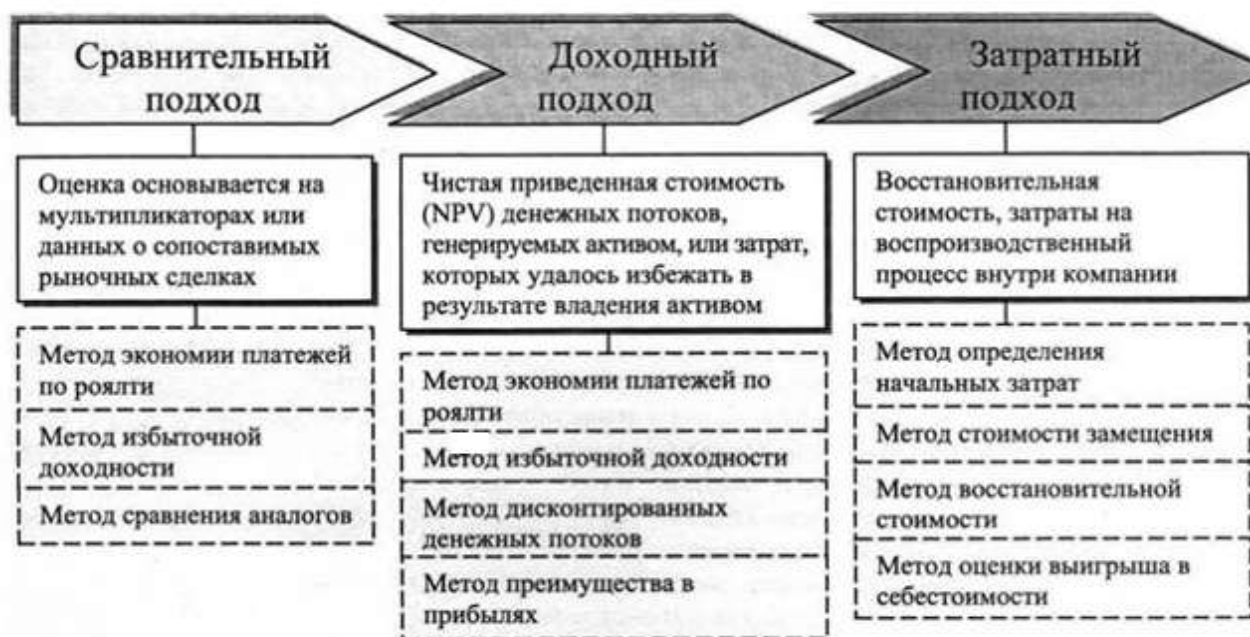 Сравнительный
подход
Оценка основывается на
мультипликаторах или
данных о сопоставимых
рыночных сделках
Метод экономии платежей
по роялти
Метод избыточной
доходности
Метод сравнения аналогов
Доходный
подход
Чистая приведенная стоимость
(NPV) денежных потоков,
генерируемых активом, или затрат,
которых удалось избежать в
результате владения активом
Метод экономии платежей по
роялти
Метод избыточной доходности
Метод дисконтированных
денежных потоков
Метод преимущества в
прибылях
Затратный
подход
Восстановительная
стоимость, затраты на
воспроизводственный
процесс внутри компании
Метод определения
начальных затрат
Метод стоимости замещения
Метод восстановительной
стоимости
Метод оценки выигрыша в
себестоимости